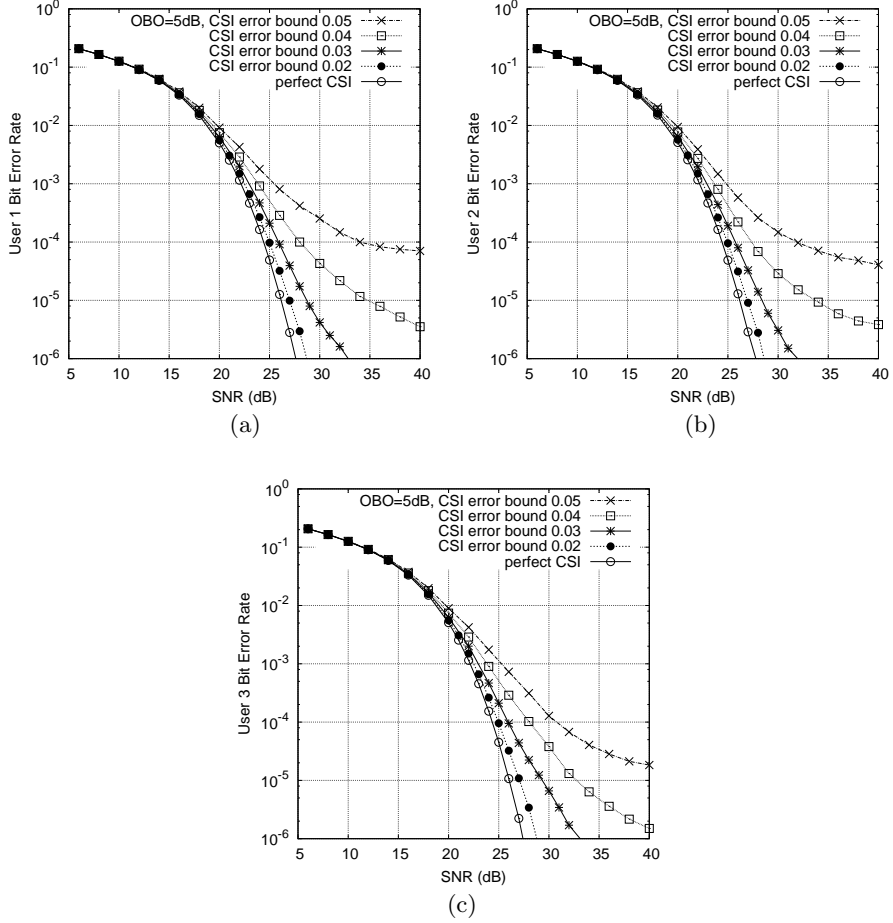 10^0
10^-1
10^-2
10^-3
10^-4
10^-5
10^-6
User 1 Bit Error Rate
OBO=5dB, CSI error bound 0.05
CSI error bound 0.04
CSI error bound 0.03
CSI error bound 0.02
perfect CSI
5 10 15 20 25 30 35 40
SNR (dB)
(a)
10^0
10^-1
10^-2
10^-3
10^-4
10^-5
10^-6
User 2 Bit Error Rate
OBO=5dB, CSI error bound 0.05
CSI error bound 0.04
CSI error bound 0.03
CSI error bound 0.02
perfect CSI
5 10 15 20 25 30 35 40
SNR (dB)
(b)
10^0
10^-1
10^-2
10^-3
10^-4
10^-5
10^-6
User 3 Bit Error Rate
OBO=5dB, CSI error bound 0.05
CSI error bound 0.04
CSI error bound 0.03
CSI error bound 0.02
perfect CSI
5 10 15 20 25 30 35 40
SNR (dB)
(c)